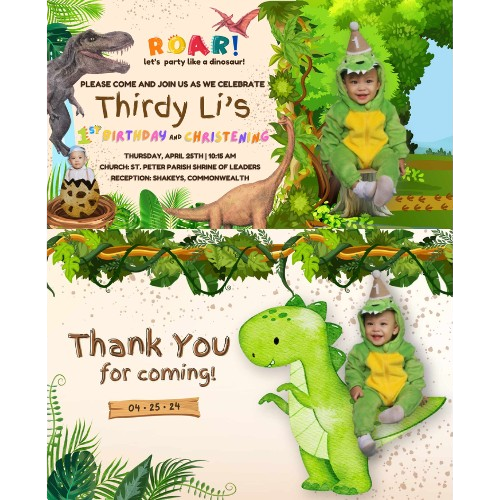 ROAR!
let's party like a dinosaur!
PLEASE COME AND JOIN US AS WE CELEBRATE
Thirdy Li's
1ST BIRTHDAY AND CHRISTENING
THURSDAY, APRIL 25TH | 10:15 AM
CHURCH: ST. PETER PARISH SHRINE OF LEADERS
RECEPTION: SHAKEYS, COMMONWEALTH
1
Thank You
for coming!
04 • 25 • 24
1